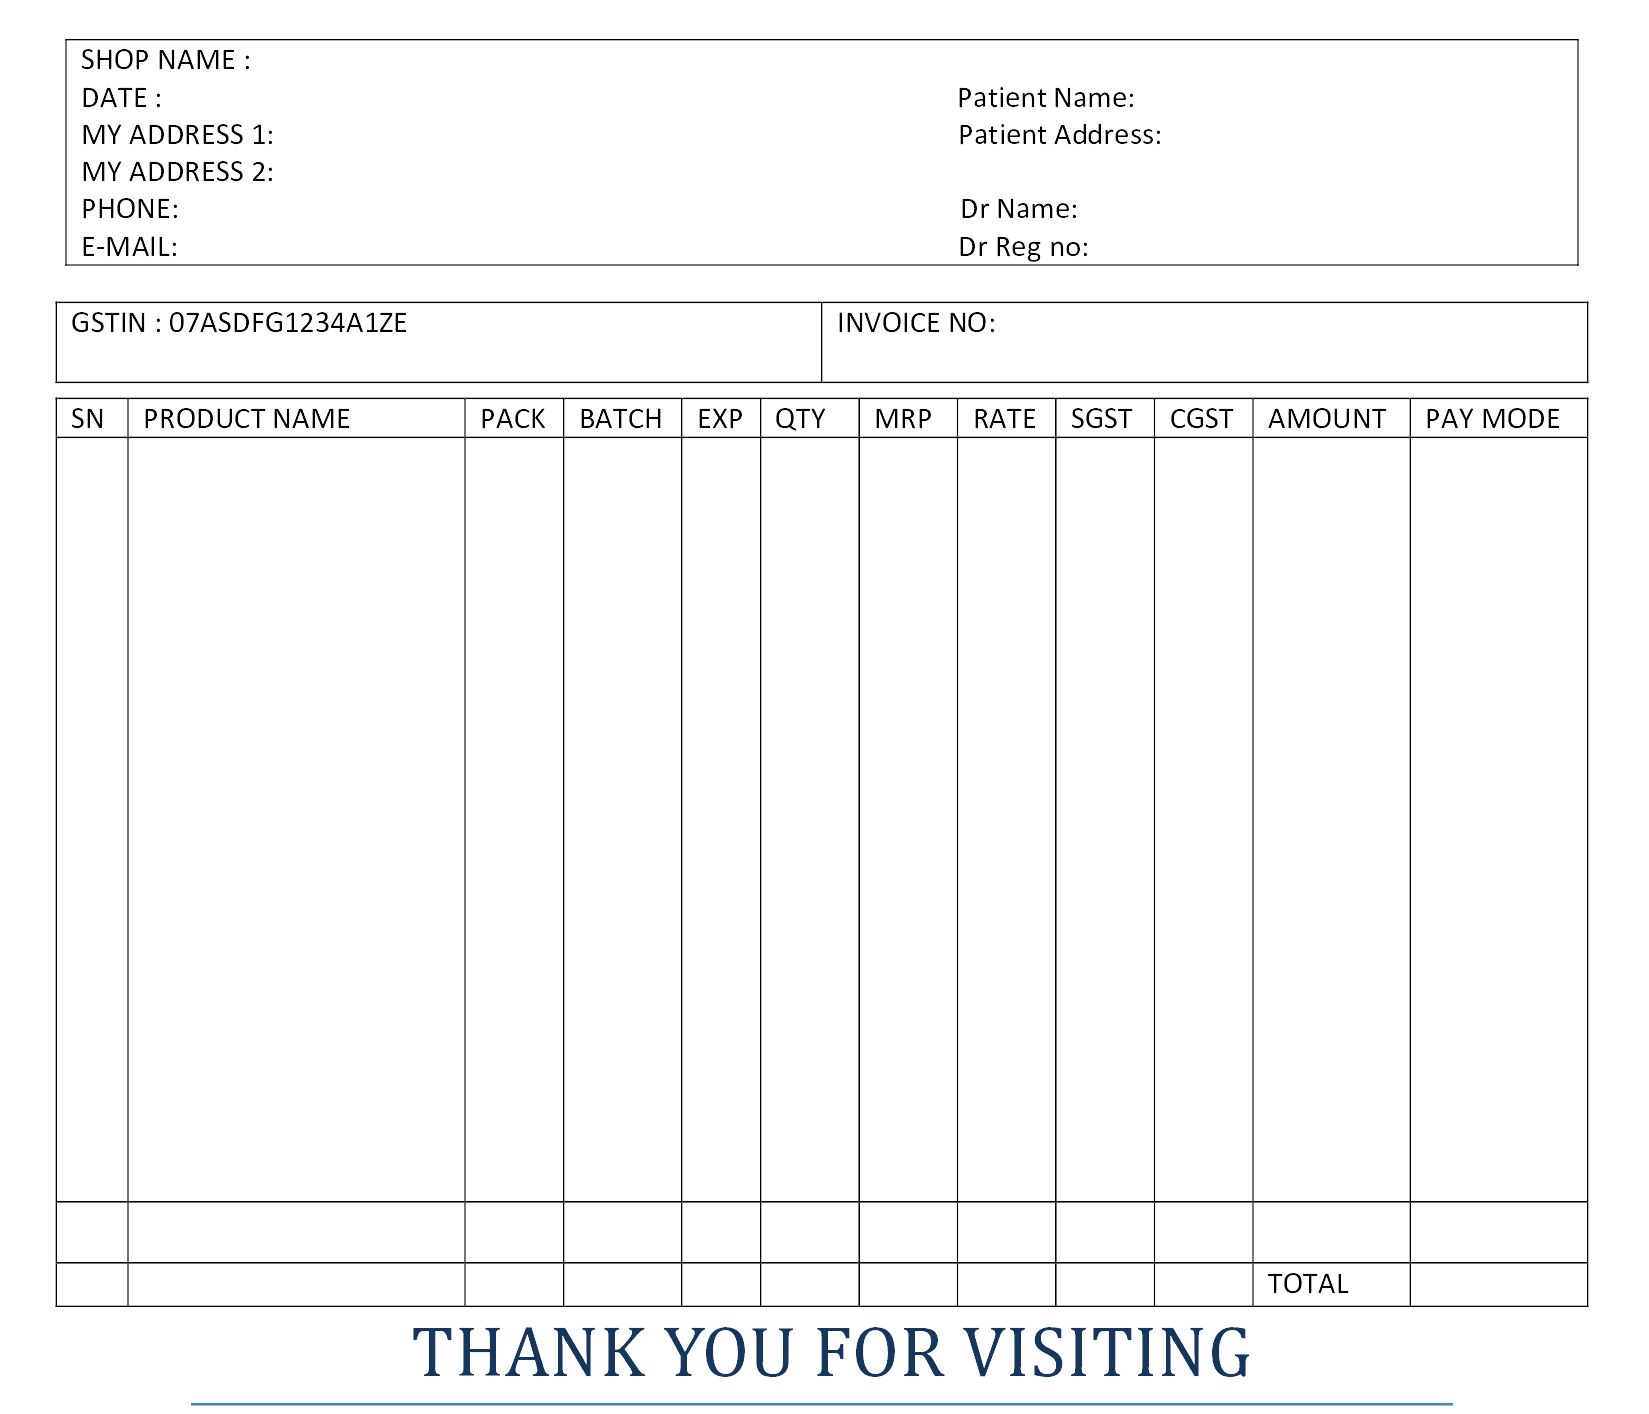 SHOP NAME :
DATE :
Patient Name:
MY ADDRESS 1:
Patient Address:
MY ADDRESS 2:
PHONE:
Dr Name:
E-MAIL:
Dr Reg no:
GSTIN : 07ASDFG1234A1ZE
INVOICE NO:
SN PRODUCT NAME PACK BATCH EXP QTY MRP RATE SGST CGST AMOUNT PAY MODE
TOTAL
THANK YOU FOR VISITING